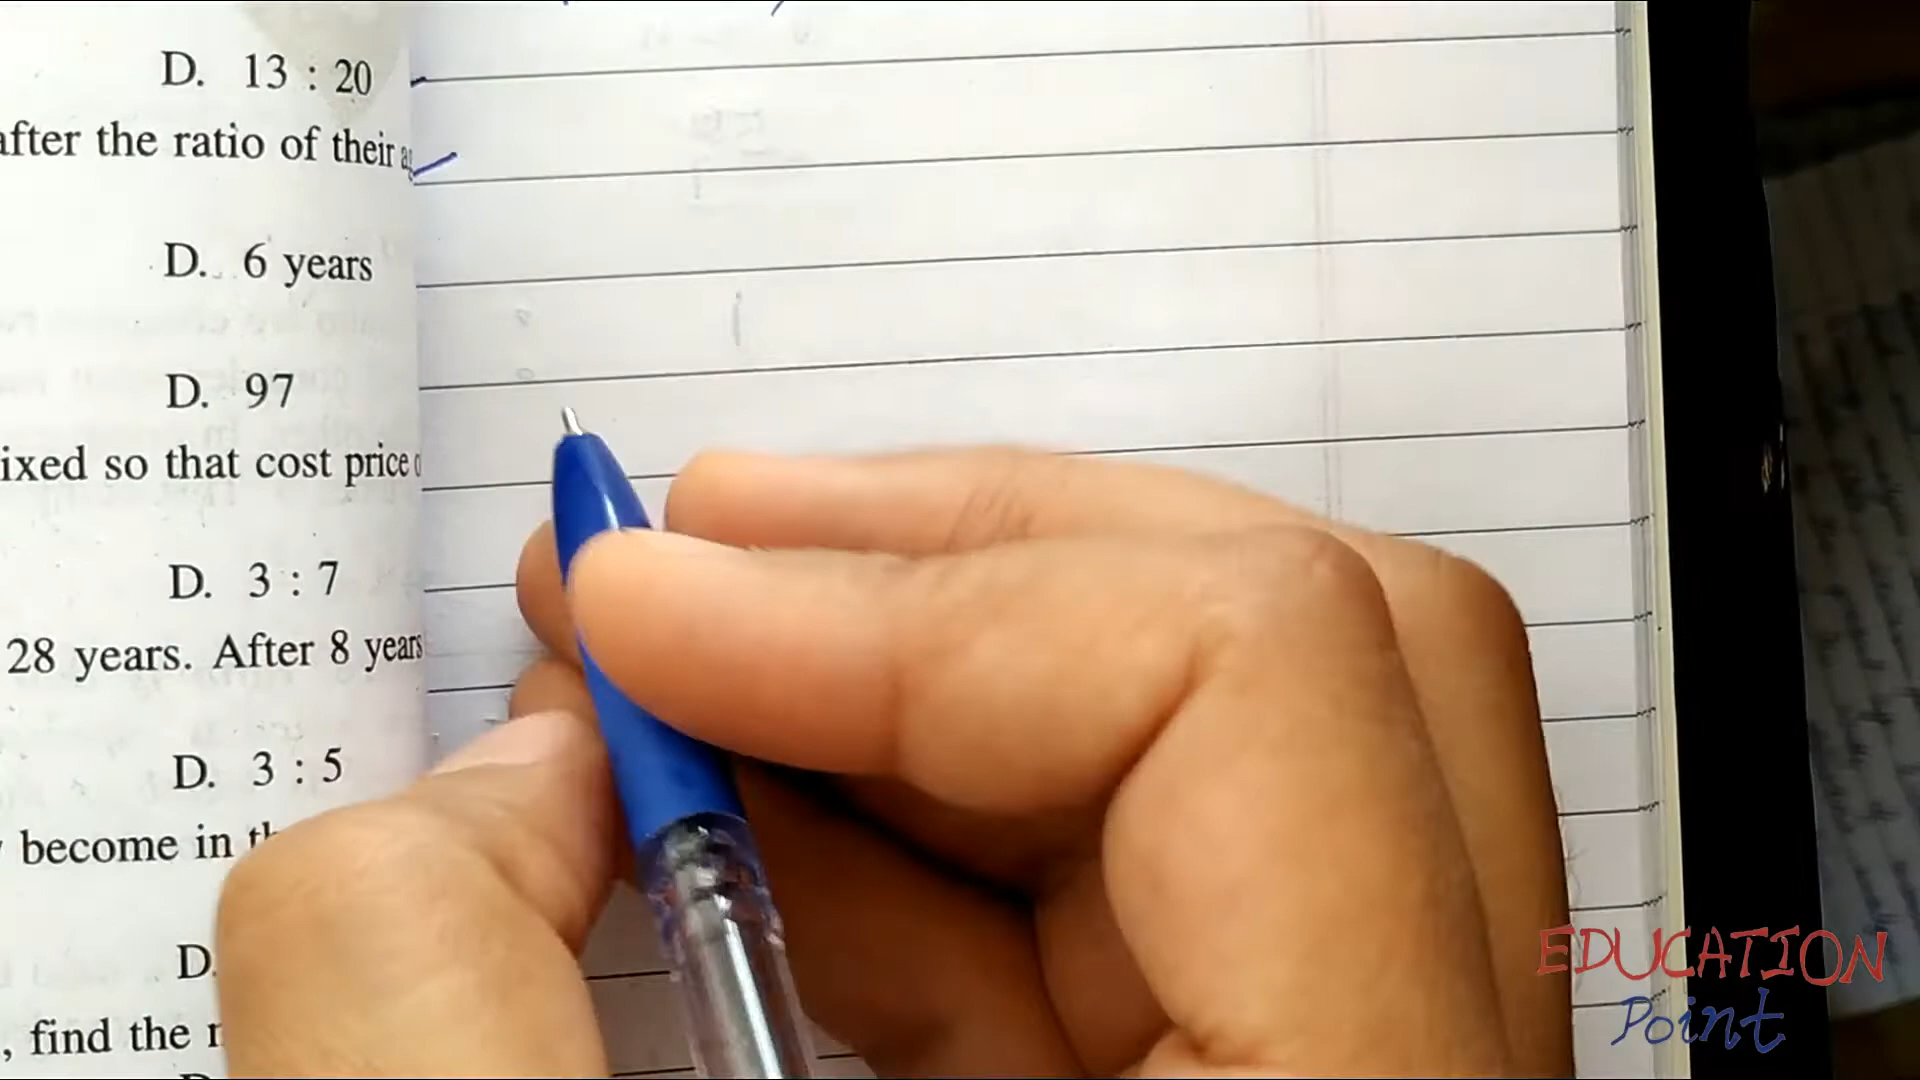 D. 13 : 20
after the ratio of their
D. 6 years
D. 97
ixed so that cost price
D. 3 : 7
28 years. After 8 years
D. 3 : 5
become in
D.
, find the
EDUCATION
Point